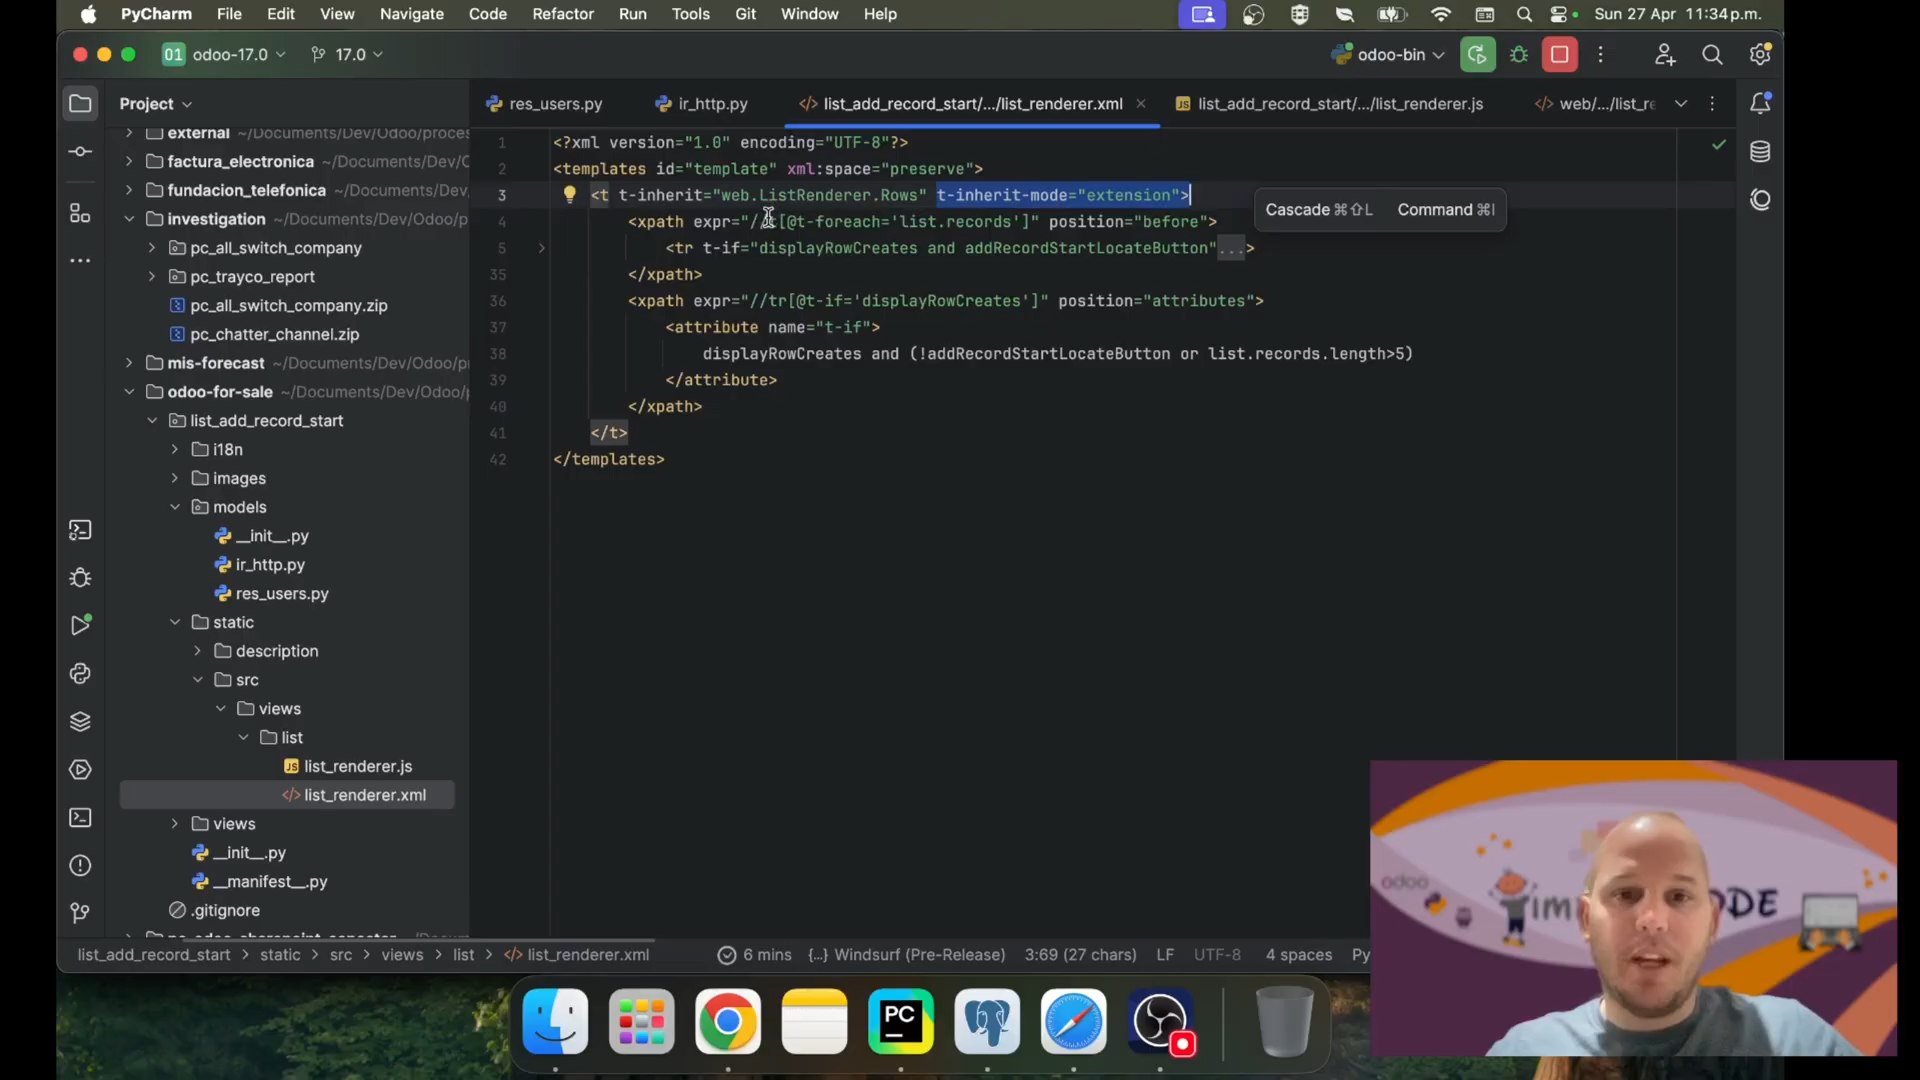 PyCharm File Edit View Navigate Code Refactor Run Tools Git Window Help Sun 27 Apr 11:34 p.m.
01 odoo-17.0 17.0 odoo-bin
Project
res_users.py ir_http.py list_add_record_start/.../list_renderer.xml list_add_record_start/.../list_renderer.js web/.../list_re
external ~/Documents/Dev/Odoo/proces
factura_electronica ~/Documents/Dev/
fundacion_telefonica ~/Documents/Dev
investigation ~/Documents/Dev/Odoo/p
pc_all_switch_company
pc_trayco_report
pc_all_switch_company.zip
pc_chatter_channel.zip
mis-forecast ~/Documents/Dev/Odoo/p
odoo-for-sale ~/Documents/Dev/Odoo/p
list_add_record_start
i18n
images
models
__init__.py
ir_http.py
res_users.py
static
description
src
views
list
list_renderer.js
list_renderer.xml
views
__init__.py
__manifest__.py
.gitignore
1 <?xml version="1.0" encoding="UTF-8"?>
2 <templates id="template" xml:space="preserve">
3 <t t-inherit="web.ListRenderer.Rows" t-inherit-mode="extension">
Cascade ⌘⇧L Command ⌘I
4 <xpath expr="//t[@t-foreach='list.records']" position="before">
5 <tr t-if="displayRowCreates and addRecordStartLocateButton"...>
35 </xpath>
36 <xpath expr="//tr[@t-if='displayRowCreates']" position="attributes">
37 <attribute name="t-if">
38 displayRowCreates and (!addRecordStartLocateButton or list.records.length>5)
39 </attribute>
40 </xpath>
41 </t>
42 </templates>
list_add_record_start > static > src > views > list > list_renderer.xml 6 mins {...} Windsurf (Pre-Release) 3:69 (27 chars) LF UTF-8 4 spaces Py
odoo
ODE
PC